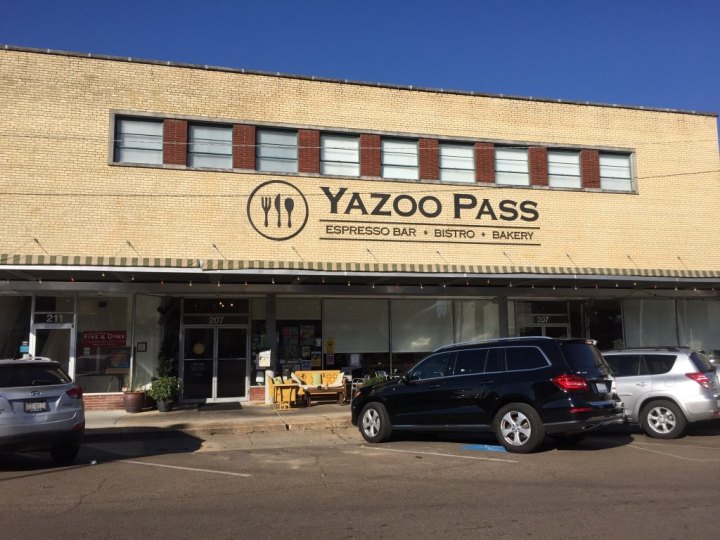 YAZOO PASS
ESPRESSO BAR • BISTRO • BAKERY
211
207
207
FIVE & DIME